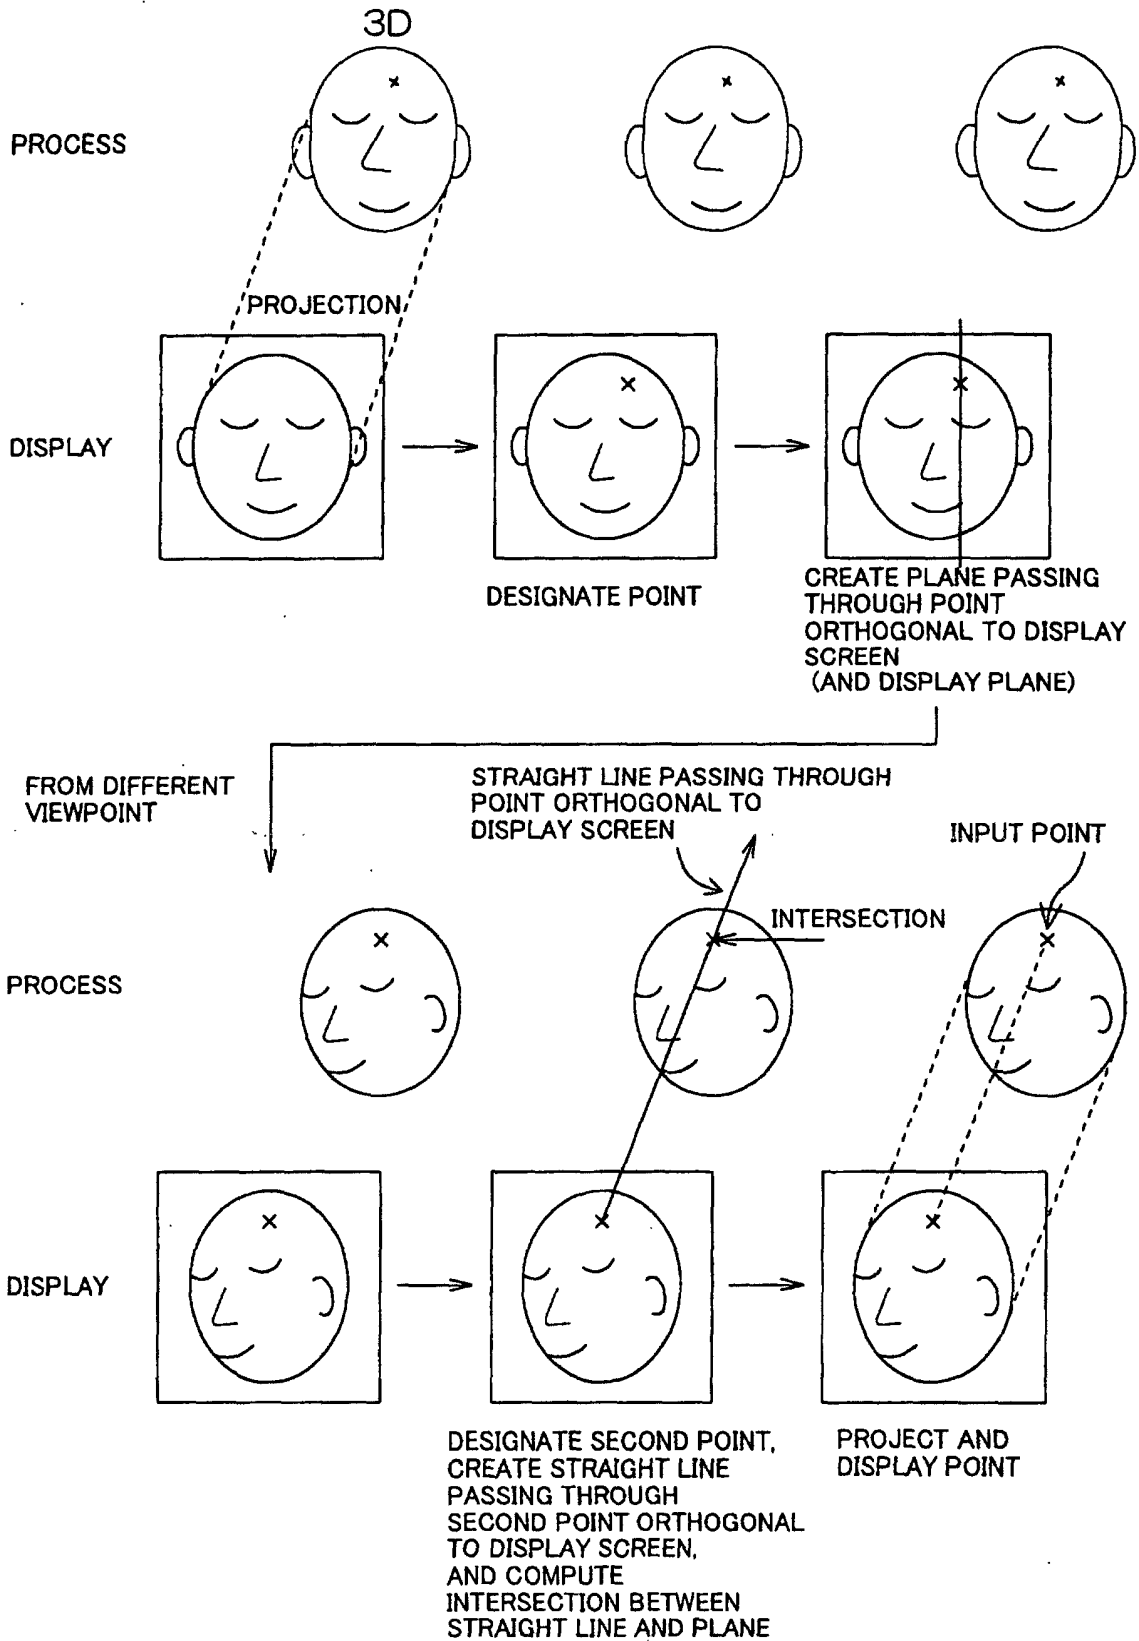 3D
PROCESS
PROJECTION
DISPLAY
DESIGNATE POINT
CREATE PLANE PASSING
THROUGH POINT
ORTHOGONAL TO DISPLAY
SCREEN
(AND DISPLAY PLANE)
FROM DIFFERENT
VIEWPOINT
STRAIGHT LINE PASSING THROUGH
POINT ORTHOGONAL TO
DISPLAY SCREEN
INPUT POINT
INTERSECTION
PROCESS
DISPLAY
DESIGNATE SECOND POINT,
CREATE STRAIGHT LINE
PASSING THROUGH
SECOND POINT ORTHOGONAL
TO DISPLAY SCREEN,
AND COMPUTE
INTERSECTION BETWEEN
STRAIGHT LINE AND PLANE
PROJECT AND
DISPLAY POINT